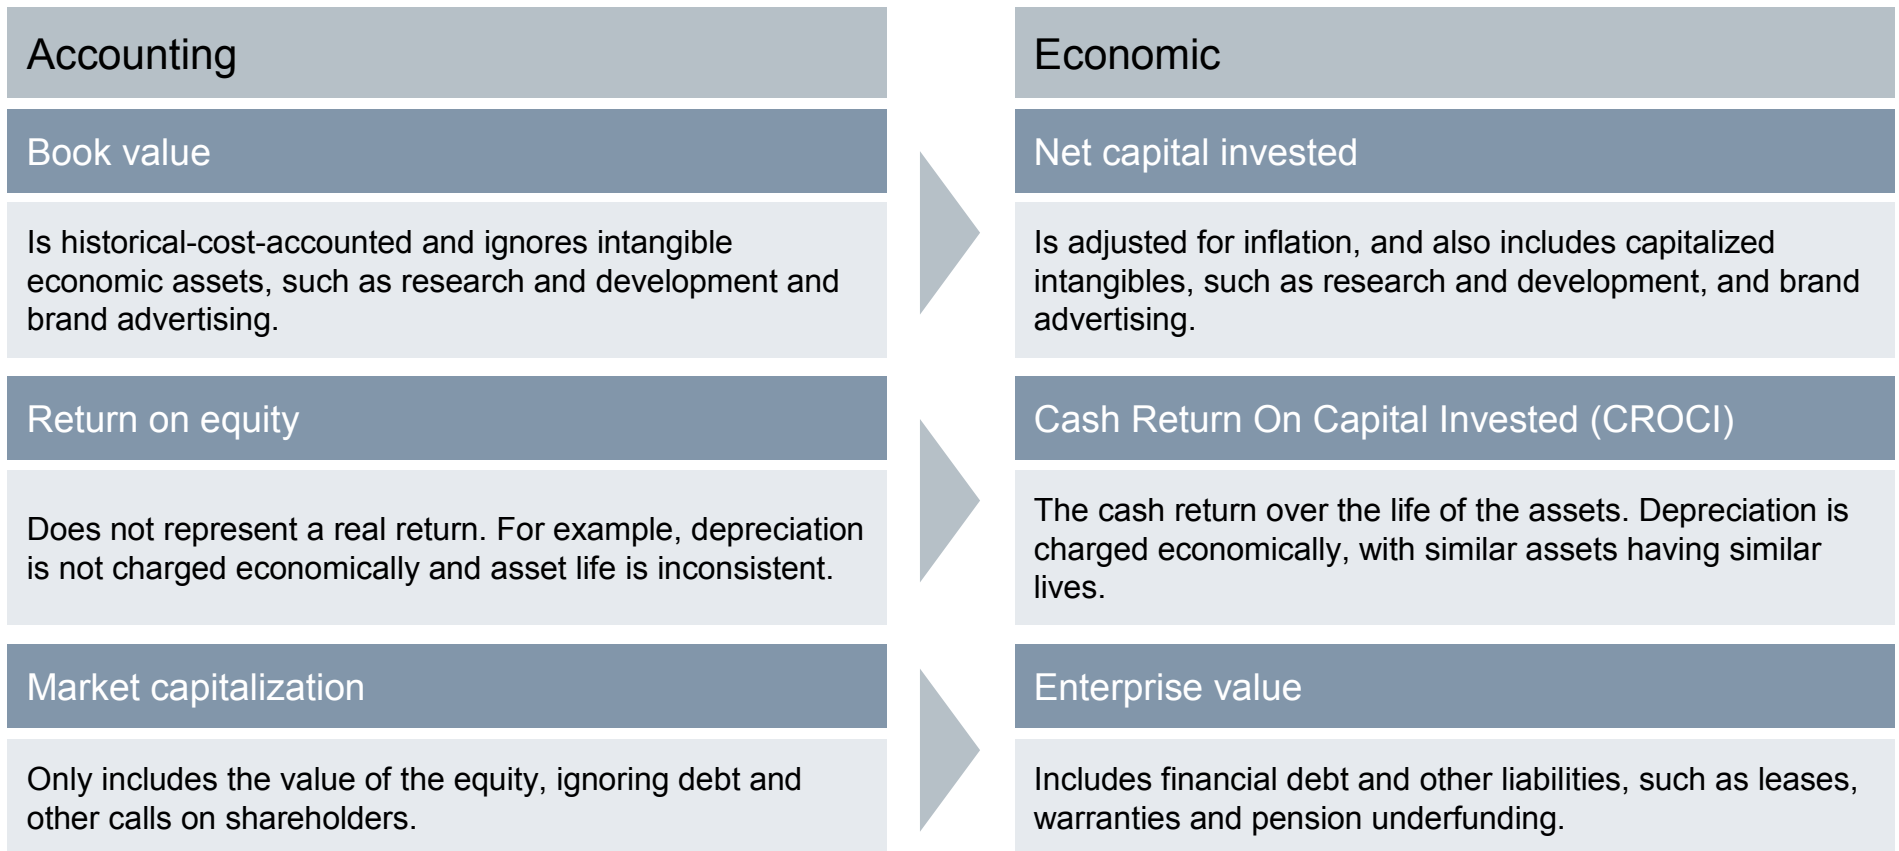 Accounting
Economic
Book value
Net capital invested
Is historical-cost-accounted and ignores intangible
economic assets, such as research and development and
brand advertising.
Is adjusted for inflation, and also includes capitalized
intangibles, such as research and development, and brand
advertising.
Return on equity
Cash Return On Capital Invested (CROCI)
Does not represent a real return. For example, depreciation
is not charged economically and asset life is inconsistent.
The cash return over the life of the assets. Depreciation is
charged economically, with similar assets having similar
lives.
Market capitalization
Enterprise value
Only includes the value of the equity, ignoring debt and
other calls on shareholders.
Includes financial debt and other liabilities, such as leases,
warranties and pension underfunding.